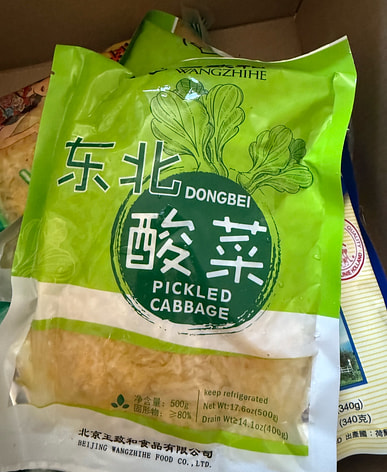 WANGZHIHE
东北
DONGBEI
酸菜
PICKLED
CABBAGE
净含量: 500g
固形物: ≥80%
keep refrigerated
Net Wt:17.6oz(500g)
Drain Wt≥14.1oz(400g)
北京王致和食品有限公司
BEIJING WANGZHIHE FOOD CO.,LTD.
340g)
(340克)